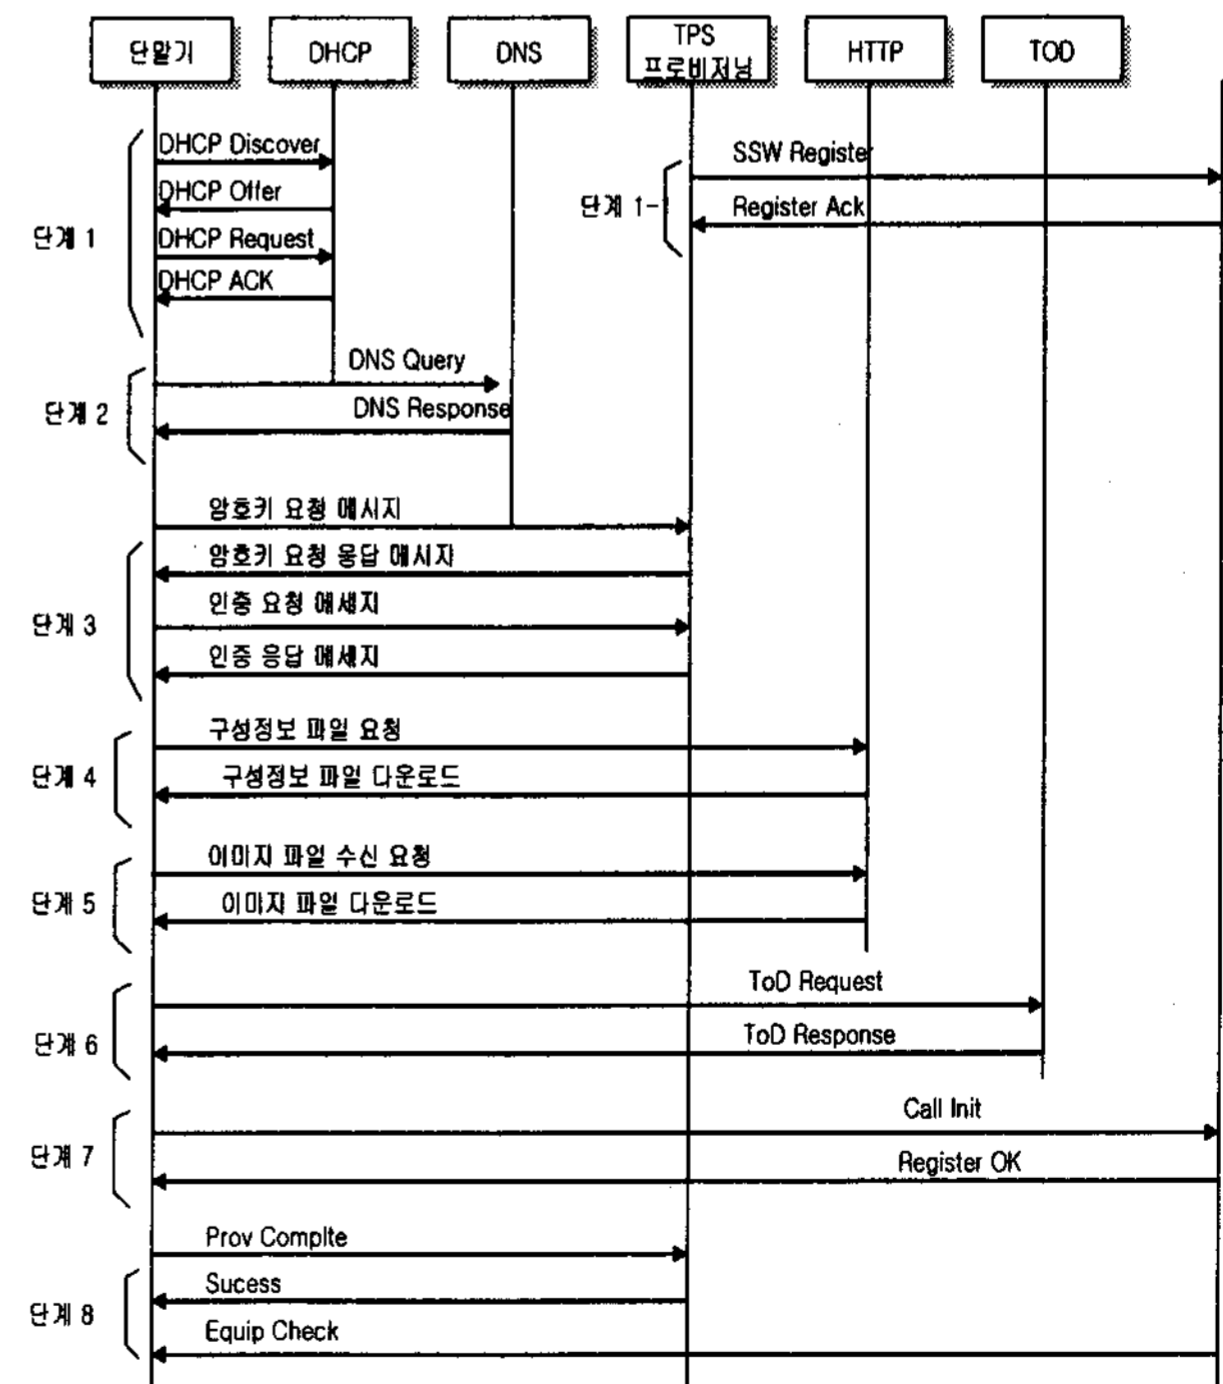 단말기
DHCP
DNS
TPS
프로비저닝
HTTP
TOD
DHCP Discover
SSW Register
DHCP Offer
단계 1-1
Register Ack
단계 1
DHCP Request
DHCP ACK
DNS Query
단계 2
DNS Response
암호키 요청 메시지
암호키 요청 응답 메시지
인증 요청 메세지
단계 3
인증 응답 메세지
구성정보 파일 요청
단계 4
구성정보 파일 다운로드
이미지 파일 수신 요청
단계 5
이미지 파일 다운로드
ToD Request
단계 6
ToD Response
Call Init
단계 7
Register OK
Prov Complte
Sucess
단계 8
Equip Check